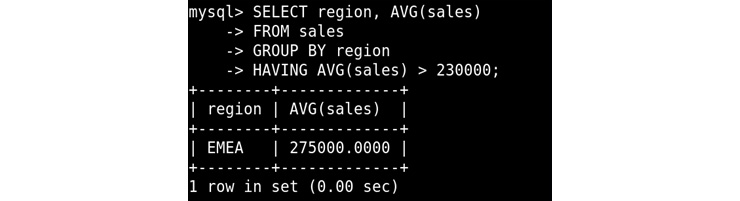 mysql> SELECT region, AVG(sales)
    -> FROM sales
    -> GROUP BY region
    -> HAVING AVG(sales) > 230000;
+--------+-------------+
| region | AVG(sales)  |
+--------+-------------+
| EMEA   | 275000.0000 |
+--------+-------------+
1 row in set (0.00 sec)